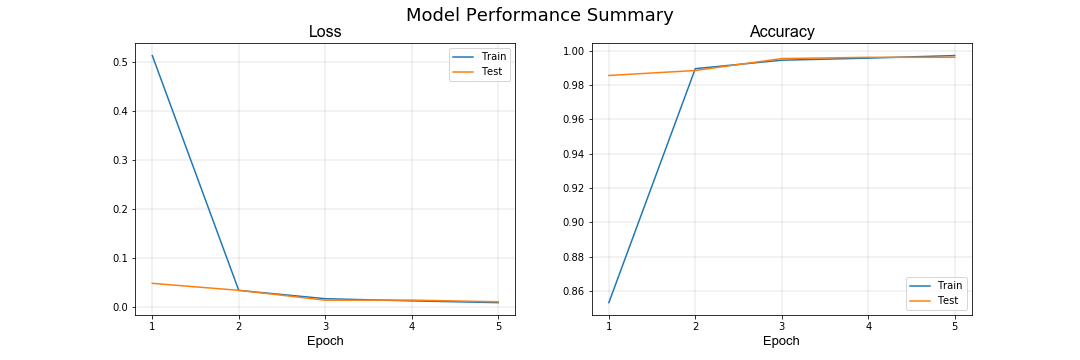 Model Performance Summary
Loss
0.5
0.4
0.3
0.2
0.1
0.0
1 2 3 4 5
Epoch
Train
Test
Accuracy
1.00
0.98
0.96
0.94
0.92
0.90
0.88
0.86
1 2 3 4 5
Epoch
Train
Test